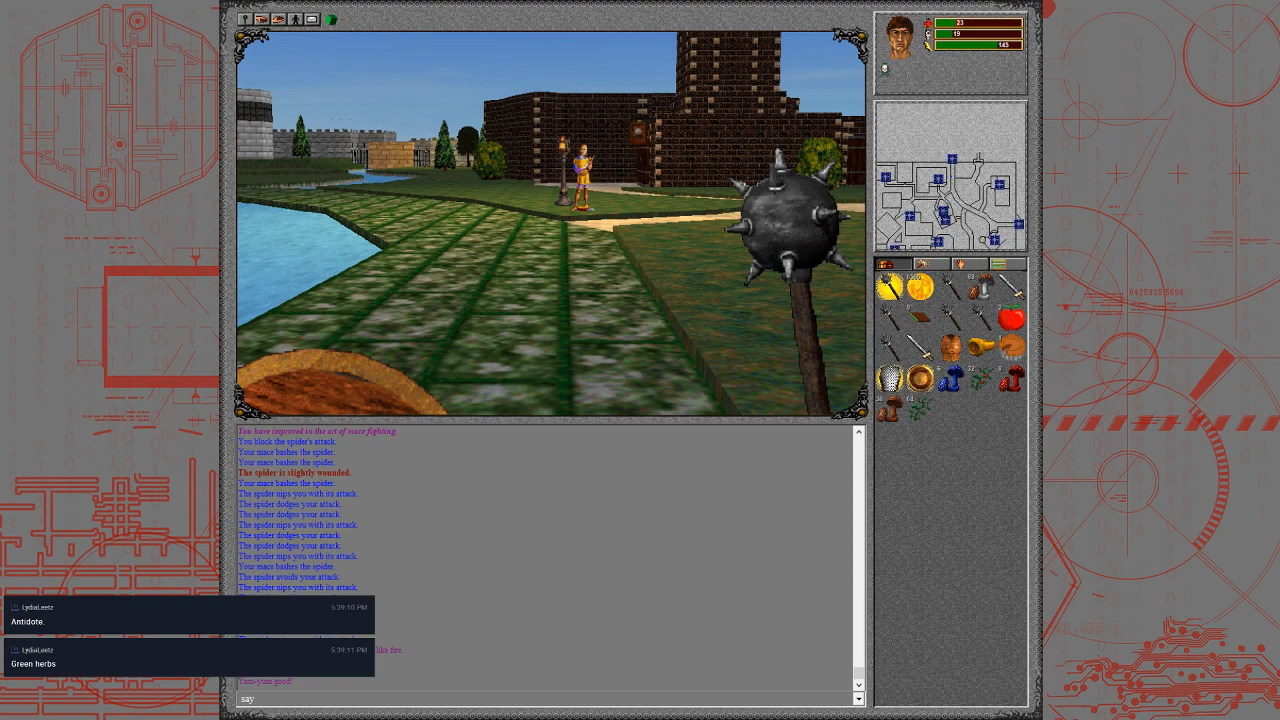 23
19
145
You have improved in the art of mace fighting.
You block the spider's attack.
Your mace bashes the spider.
Your mace bashes the spider.
The spider is slightly wounded.
Your mace bashes the spider.
The spider nips you with its attack.
The spider dodges your attack.
The spider dodges your attack.
The spider nips you with its attack.
The spider dodges your attack.
The spider dodges your attack.
The spider nips you with its attack.
Your mace bashes the spider.
The spider avoids your attack.
The spider nips you with its attack.
LydiaLeetz
5:39:10 PM
Antidote.
LydiaLeetz
5:39:11 PM
Green herbs
like fire.
Yum-yum good!
say